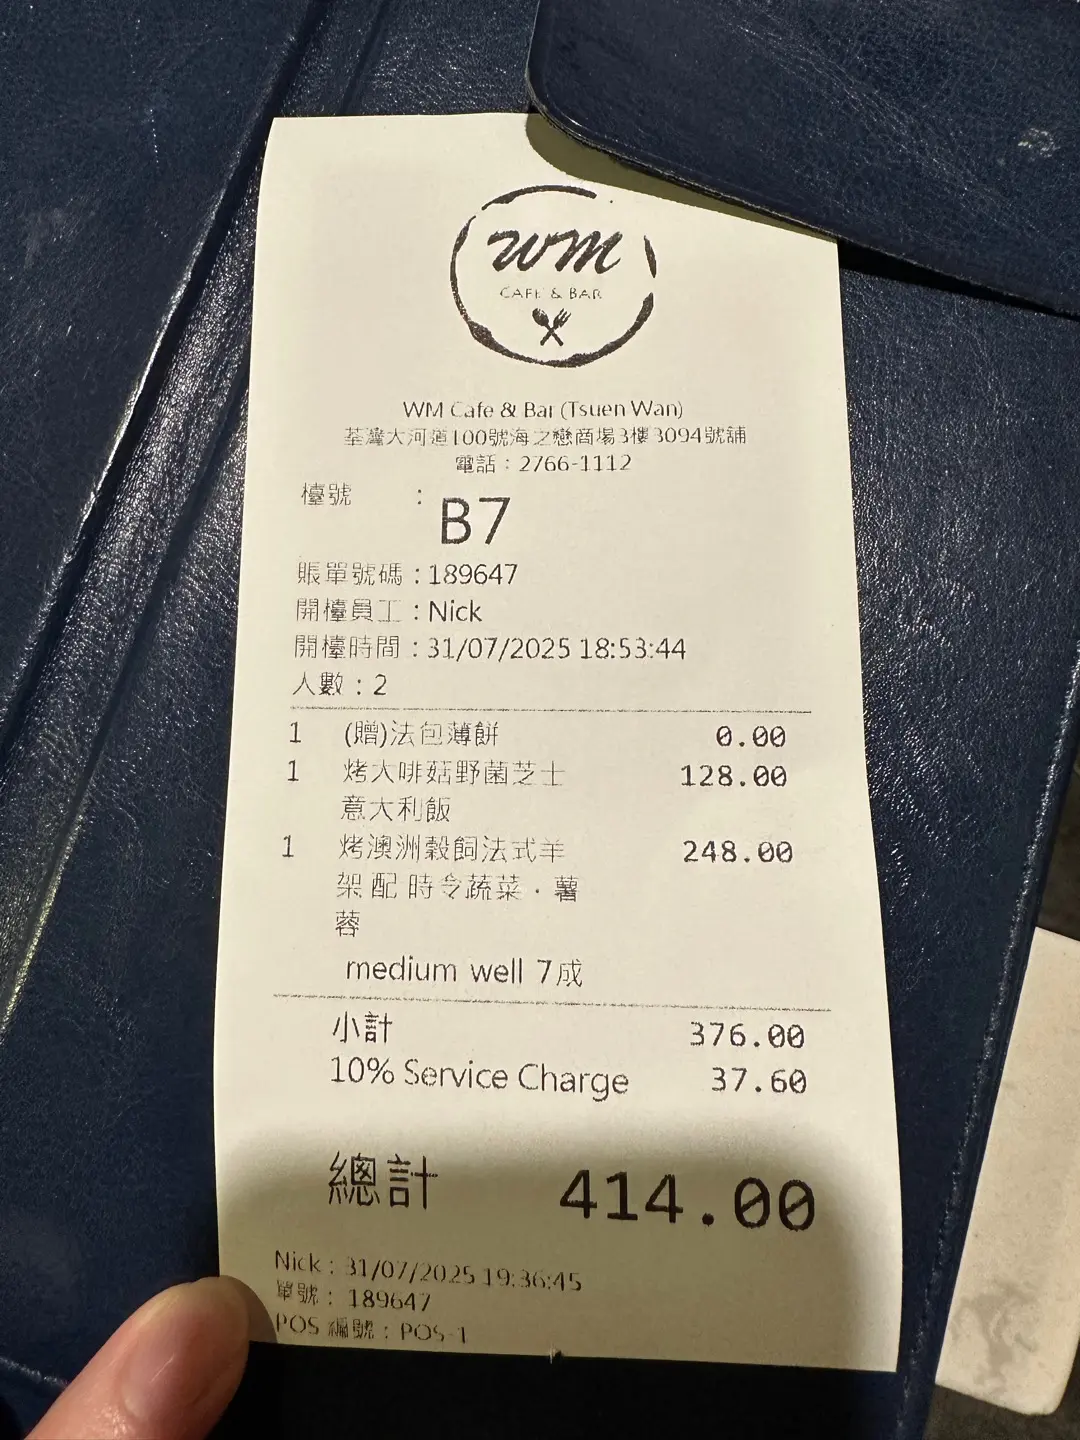 WM
CAFE & BAR
WM Cafe & Bar (Tsuen Wan)
荃灣大河道100號海之戀商場3樓3094號舖
電話：2766-1112
檯號 ：
B7
賬單號碼：189647
開檯員工：Nick
開檯時間：31/07/2025 18:53:44
人數：2
1 (贈)法包薄餅 0.00
1 烤大啡菇野菌芝士 128.00
意大利飯
1 烤澳洲穀飼法式羊 248.00
架 配 時令蔬菜．薯
蓉
medium well 7成
小計 376.00
10% Service Charge 37.60
總計 414.00
Nick : 31/07/2025 19:36:45
單號： 189647
POS 編號：POS-1